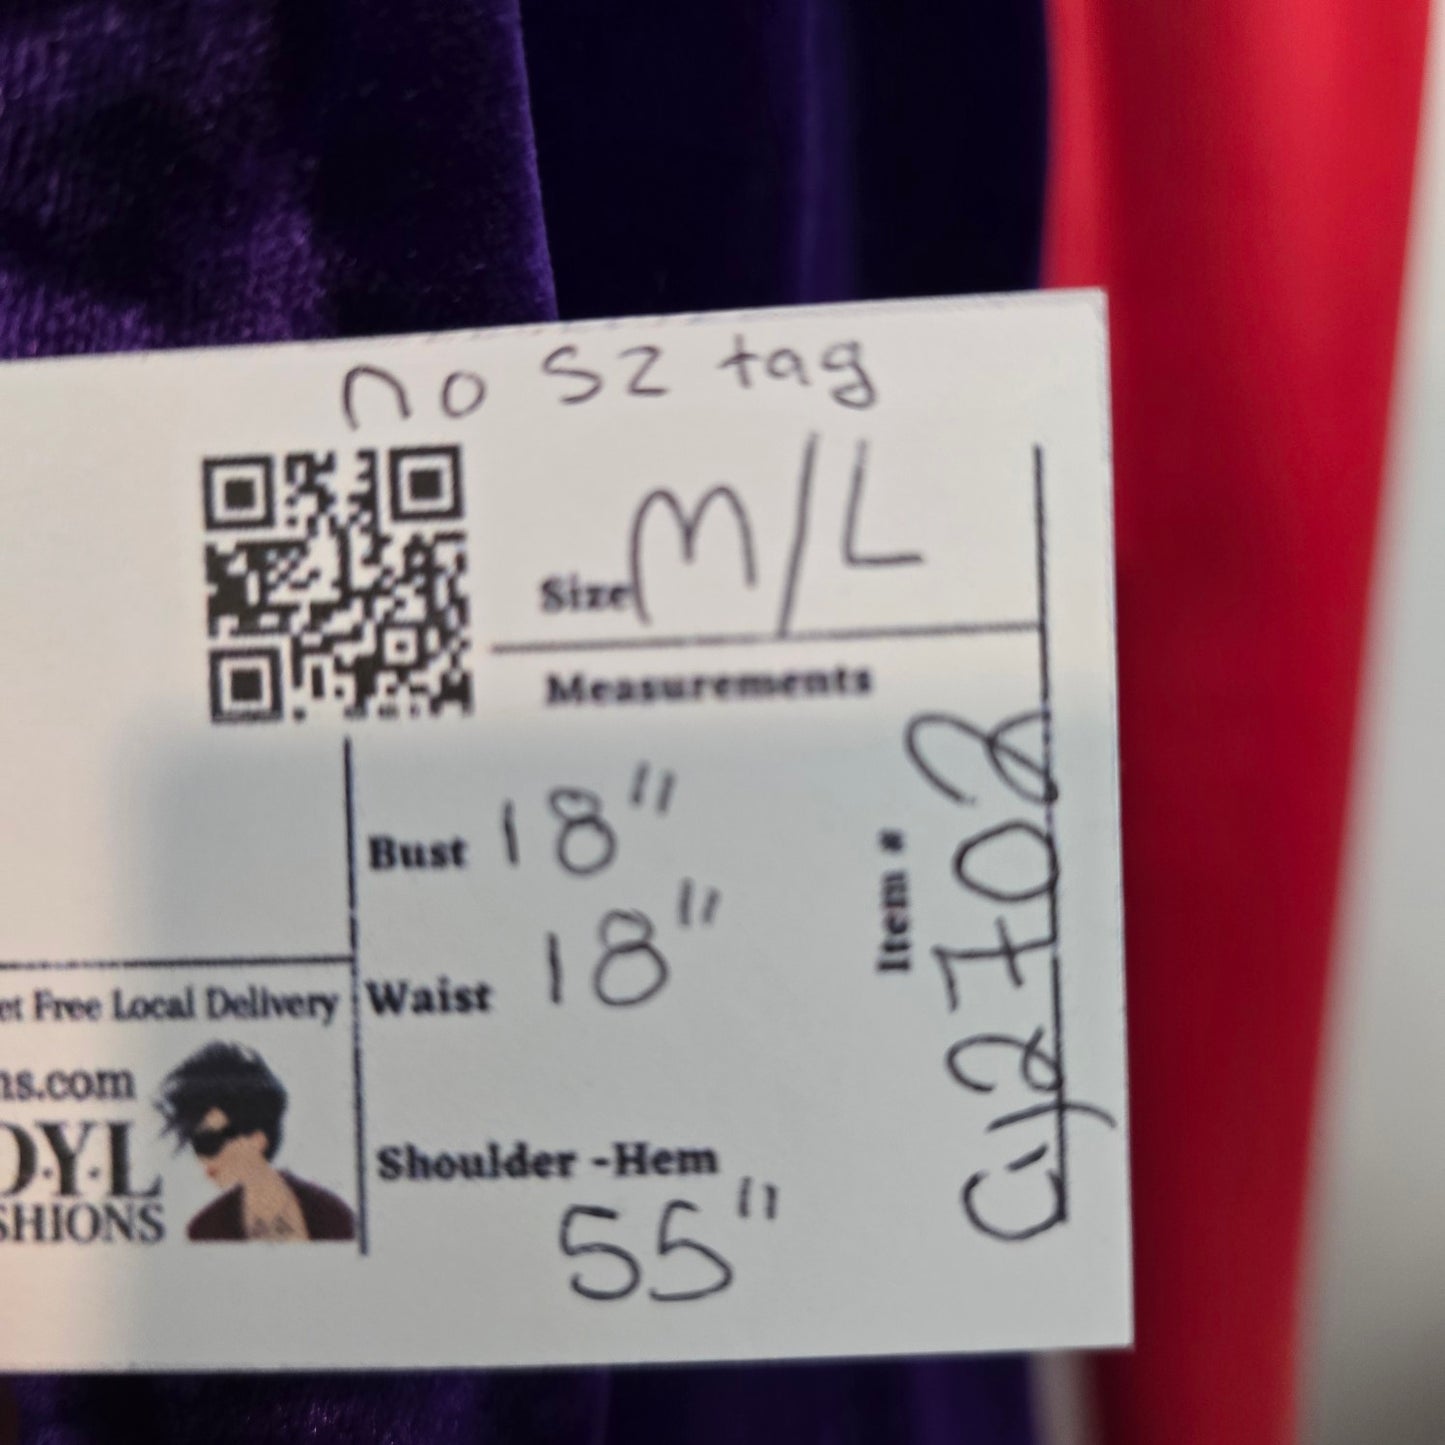 no sz tag
Size M/L
Measurements
Bust 18"
Waist 18"
Shoulder -Hem
55"
Item #
et Free Local Delivery
ns.com
O.Y.L
SHIONS